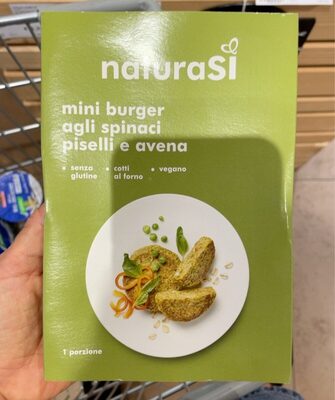 naturaSì
mini burger
agli spinaci
piselli e avena
• senza glutine • cotti al forno • vegano
1 porzione